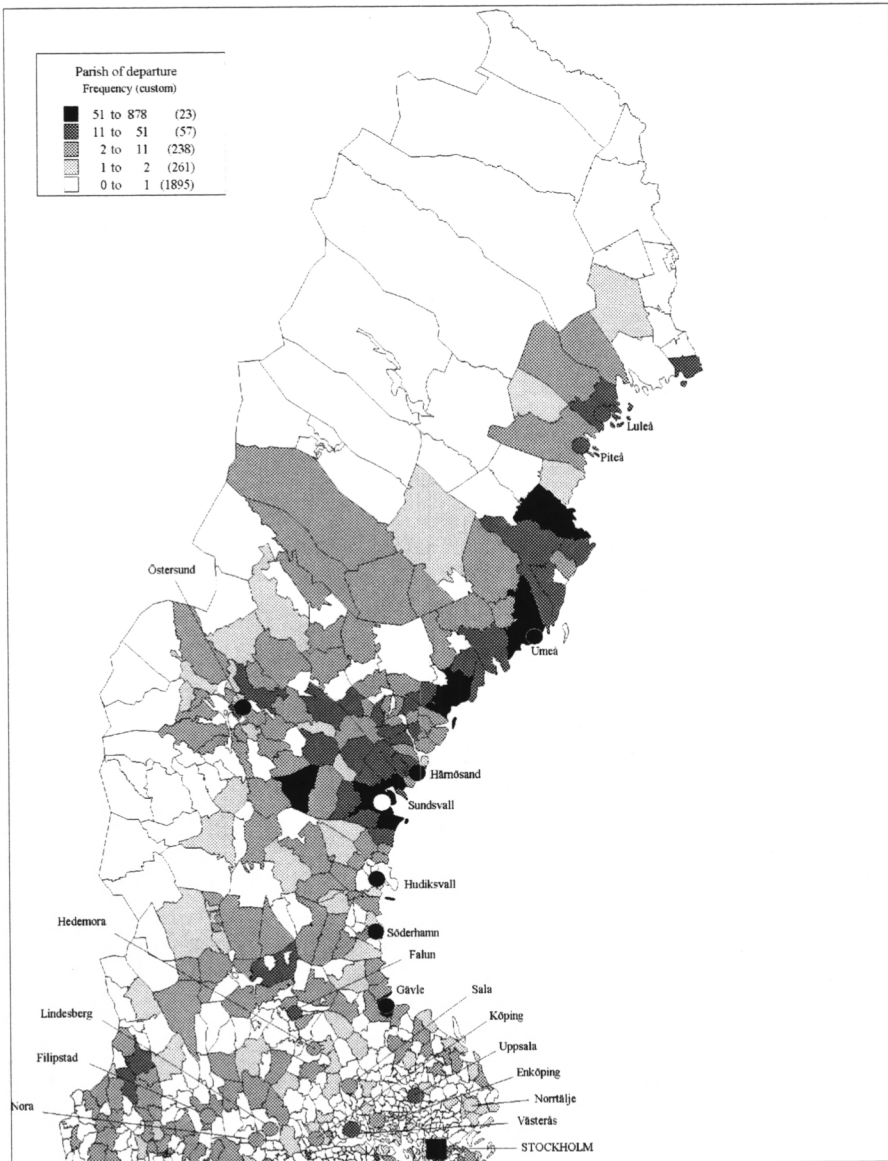 Parish of departure
Frequency (custom)
51 to 878 (23)
11 to 51 (57)
2 to 11 (238)
1 to 2 (261)
0 to 1 (1895)
Luleå
Piteå
Östersund
Umeå
Härnösand
Sundsvall
Hudiksvall
Hedemora
Söderhamn
Falun
Gävle
Sala
Lindesberg
Köping
Uppsala
Filipstad
Enköping
Norrtälje
Nora
Västerås
STOCKHOLM